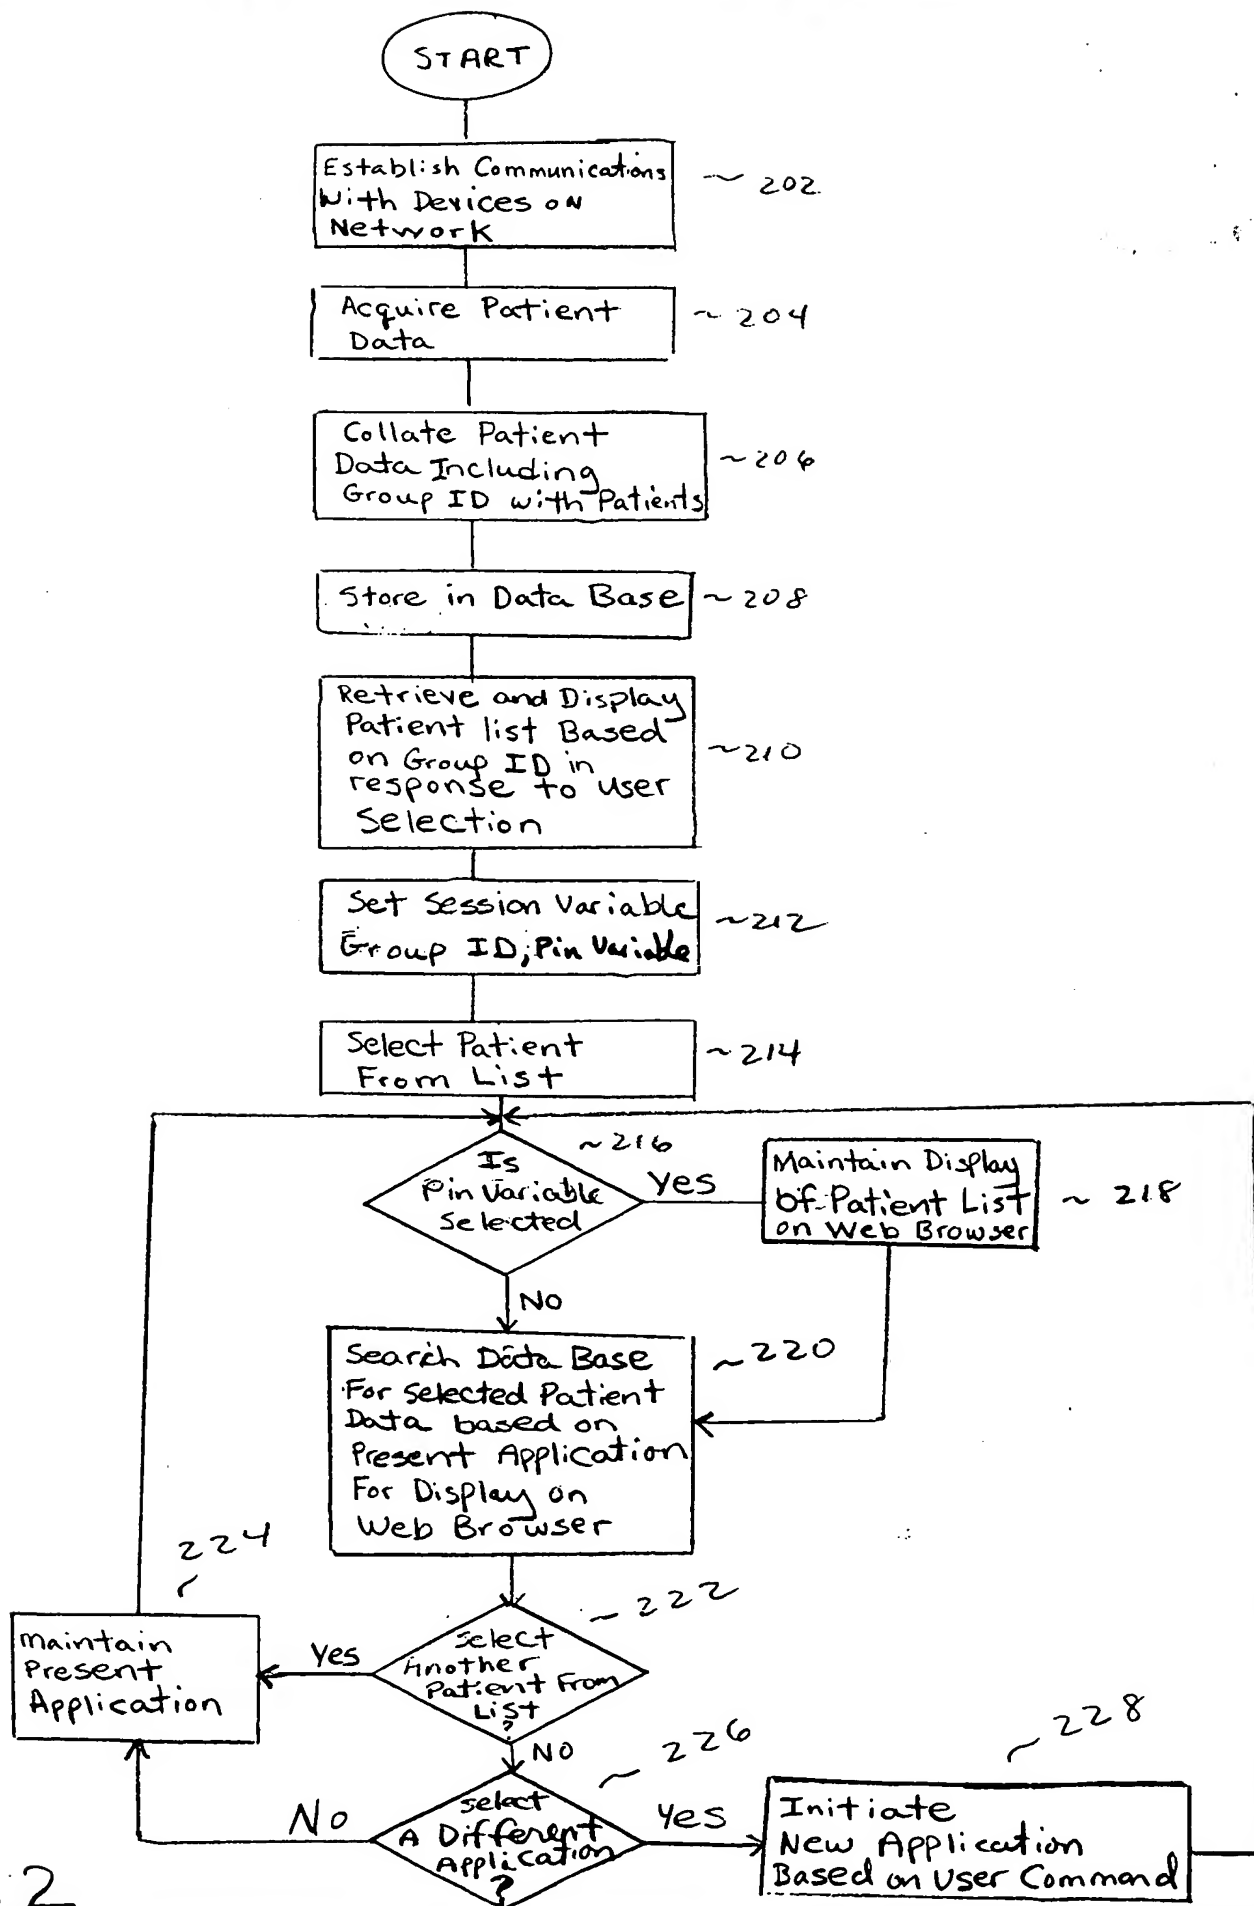 START
Establish Communications
With Devices on
Network
~ 202
Acquire Patient
Data
~ 204
Collate Patient
Data Including
Group ID with Patients
~206
Store in Data Base
~208
Retrieve and Display
Patient list Based
on Group ID in
response to user
Selection
~210
Set Session Variable
Group ID, Pin Variable
~212
Select Patient
From List
~214
Is
Pin Variable
Selected
~216
Yes
Maintain Display
of Patient List
on Web Browser
~ 218
NO
Search Data Base
For Selected Patient
Data based on
Present Application
For Display on
Web Browser
~220
224
~
maintain
Present
Application
Yes
Select
Another
Patient From
List
?
~222
NO
Select
A Different
Application
?
~ 226
No
Yes
Initiate
New Application
Based on User Command
~ 228
2